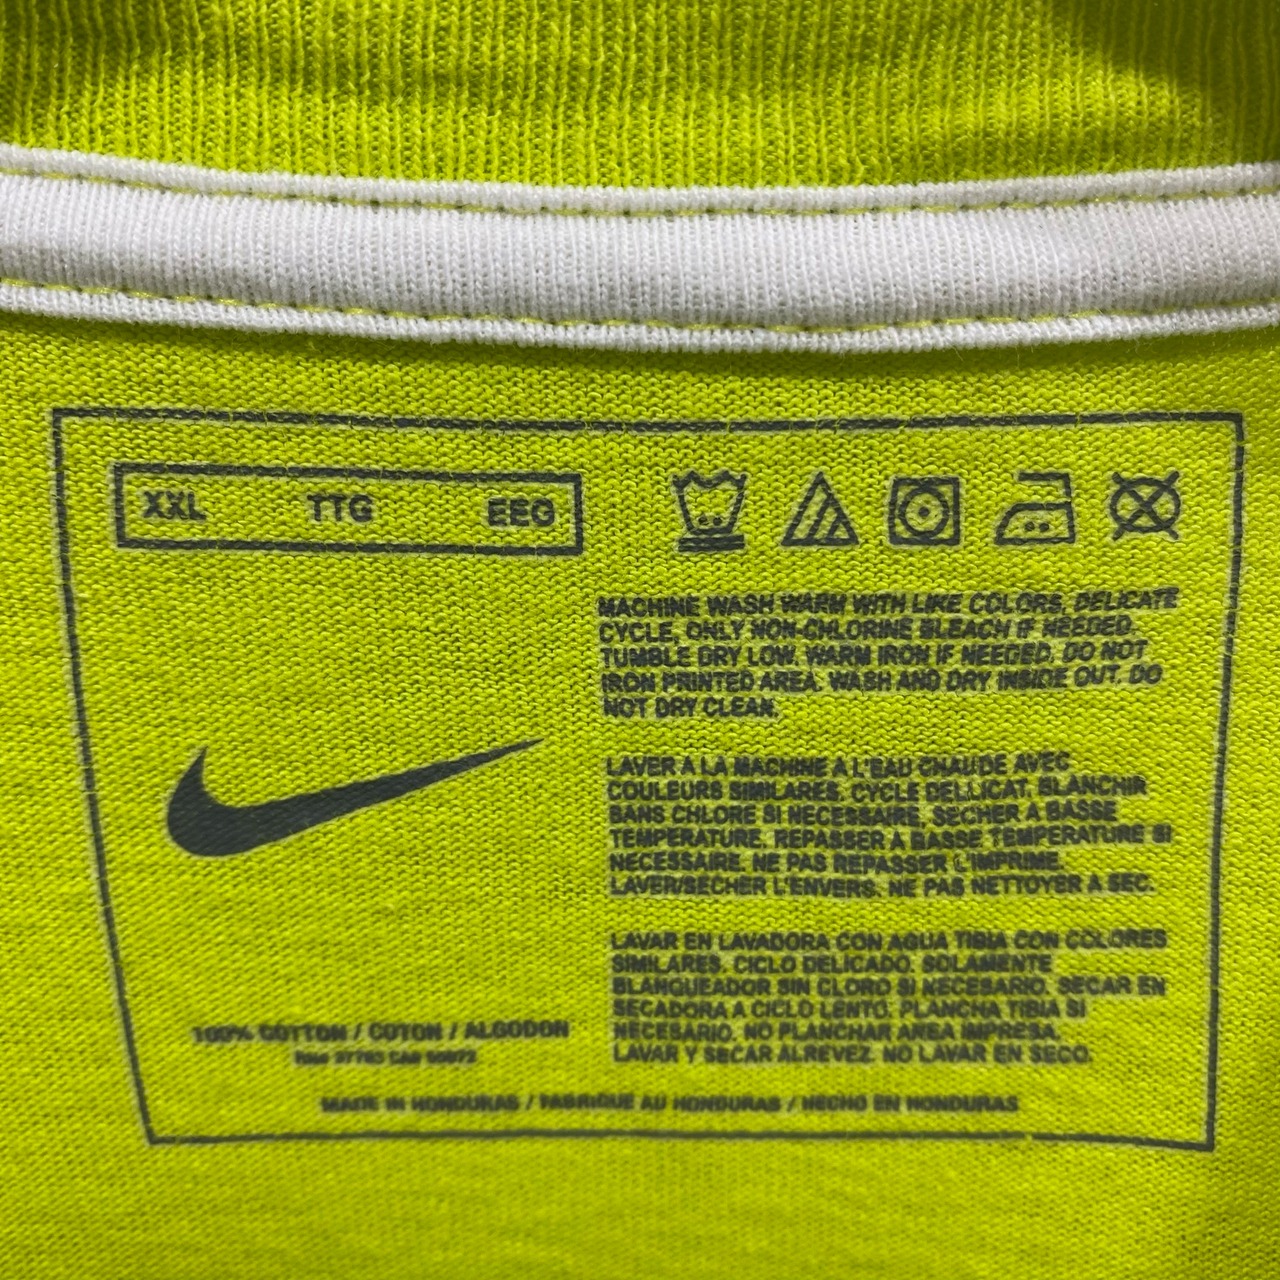 XXL TTG EEG
MACHINE WASH WARM WITH LIKE COLORS, DELICATE
CYCLE, ONLY NON-CHLORINE BLEACH IF NEEDED.
TUMBLE DRY LOW. WARM IRON IF NEEDED. DO NOT
IRON PRINTED AREA. WASH AND DRY INSIDE OUT. DO
NOT DRY CLEAN.
LAVER A LA MACHINE A L'EAU CHAUDE AVEC
COULEURS SIMILARES, CYCLE DELLICAT. BLANCHIR
SANS CHLORE SI NECESSAIRE, SECHER A BASSE
TEMPERATURE. REPASSER A BASSE TEMPERATURE SI
NECESSAIRE. NE PAS REPASSER L'IMPRIME.
LAVER/SECHER L'ENVERS. NE PAS NETTOYER A SEC.
LAVAR EN LAVADORA CON AGUA TIBIA CON COLORES
SIMILARES, CICLO DELICADO. SOLAMENTE
BLANQUEADOR SIN CLORO SI NECESARIO. SECAR EN
SECADORA A CICLO LENTO. PLANCHA TIBIA SI
NECESARIO. NO PLANCHAR AREA IMPRESA.
LAVAR Y SECAR ALREVEZ. NO LAVAR EN SECO.
100% COTTON / COTON / ALGODON
RN# CA#
MADE IN HONDURAS / FABRIQUE AU HONDURAS / HECHO EN HONDURAS